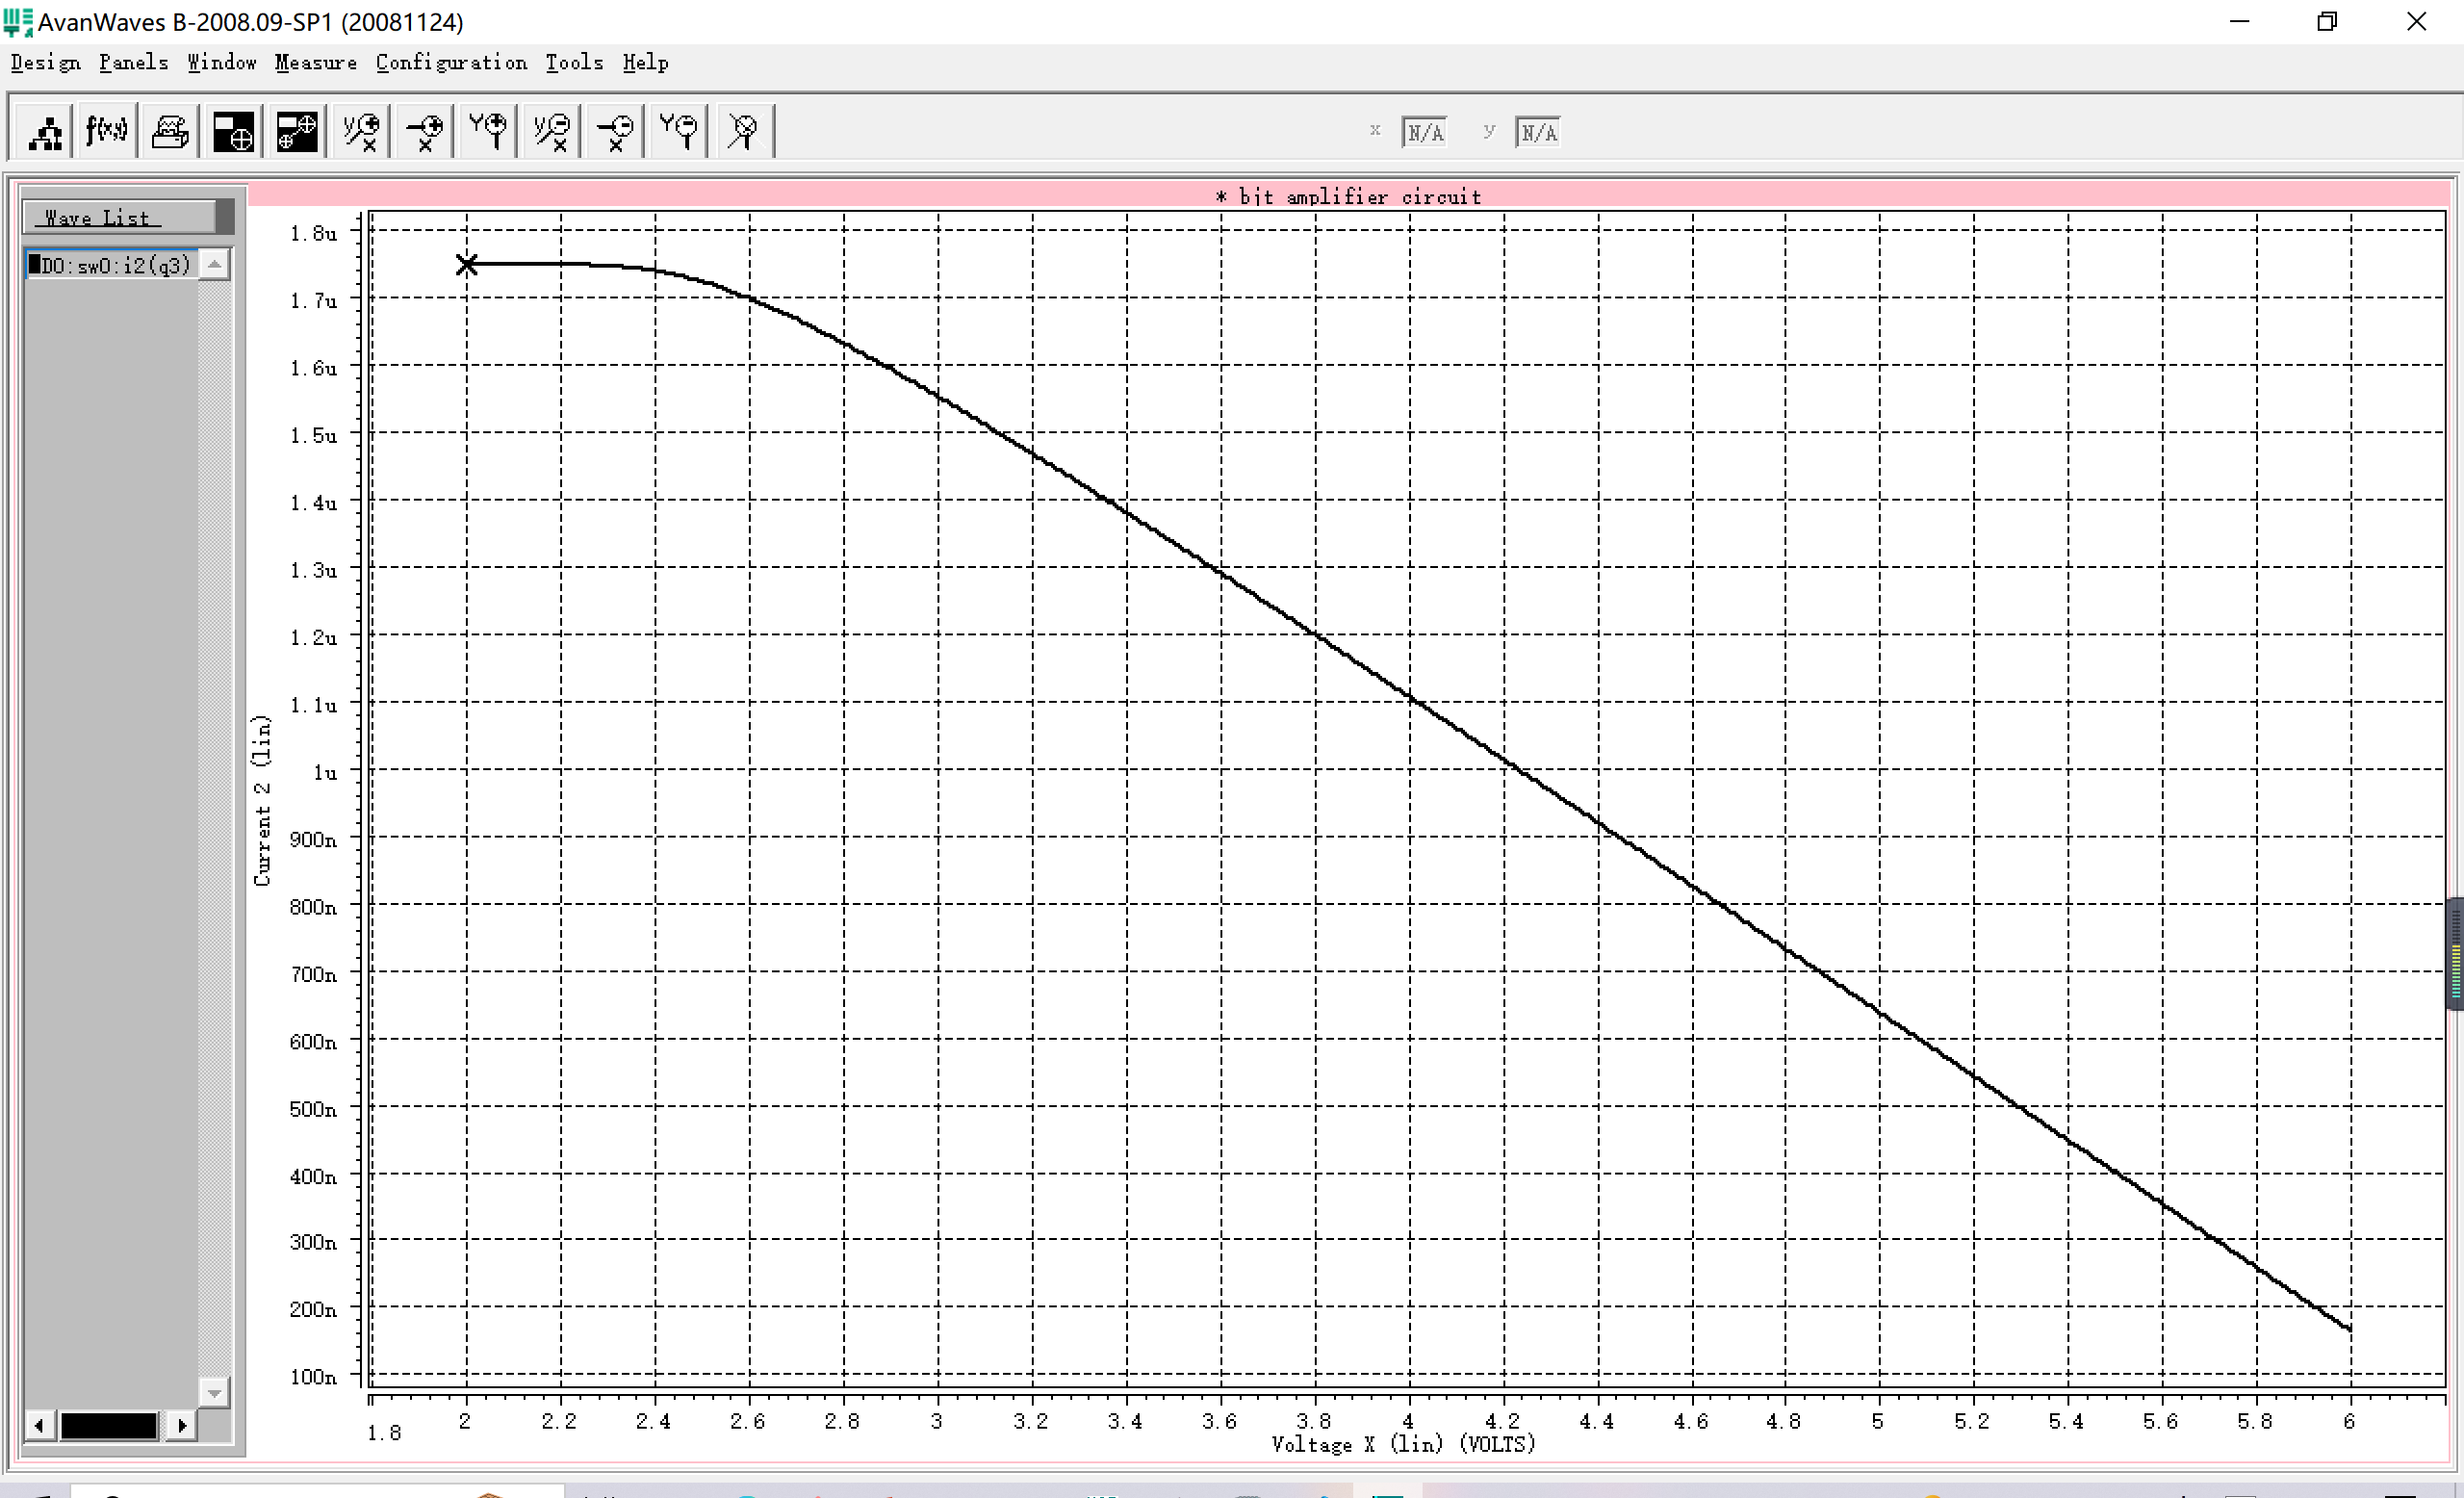 AvanWaves B-2008.09-SP1 (20081124)
Design Panels Window Measure Configuration Tools Help
f(x,y)
x N/A y N/A
* bjt amplifier circuit
Wave List
D0:sw0:i2(q3)
Current 2 (lin)
1.8u
1.7u
1.6u
1.5u
1.4u
1.3u
1.2u
1.1u
1u
900n
800n
700n
600n
500n
400n
300n
200n
100n
1.8 2 2.2 2.4 2.6 2.8 3 3.2 3.4 3.6 3.8 4 4.2 4.4 4.6 4.8 5 5.2 5.4 5.6 5.8 6
Voltage X (lin) (VOLTS)